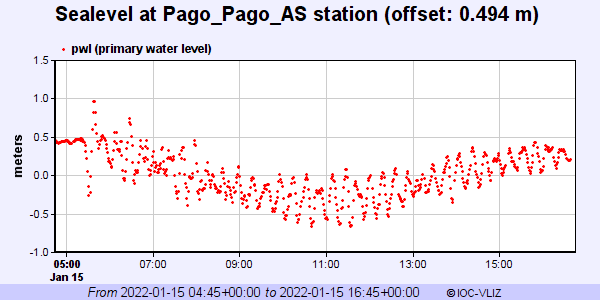 Sealevel at Pago_Pago_AS station (offset: 0.494 m)
pwl (primary water level)
1.5
1.0
0.5
0.0
-0.5
-1.0
meters
05:00 07:00 09:00 11:00 13:00 15:00
Jan 15
From 2022-01-15 04:45+00:00 to 2022-01-15 16:45+00:00 © IOC-VLIZ